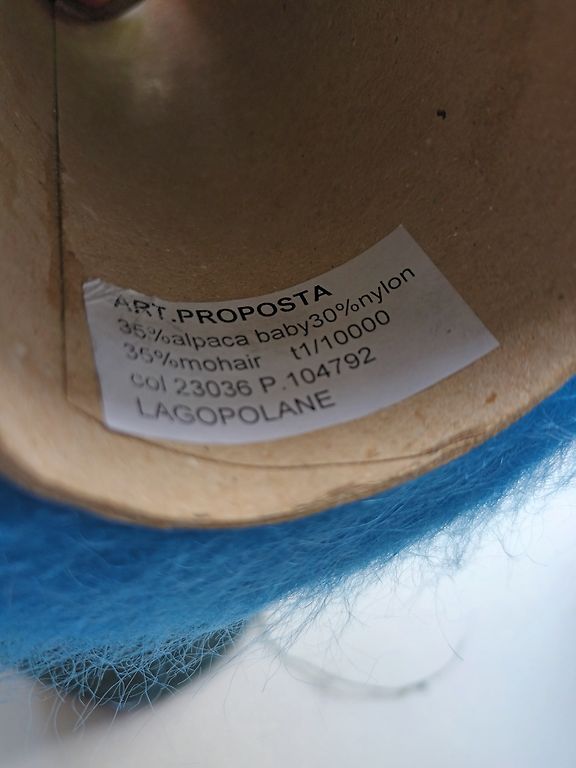 ART.PROPOSTA
35%alpaca baby30%nylon
35%mohair t1/10000
col 23036 P.104792
LAGOPOLANE